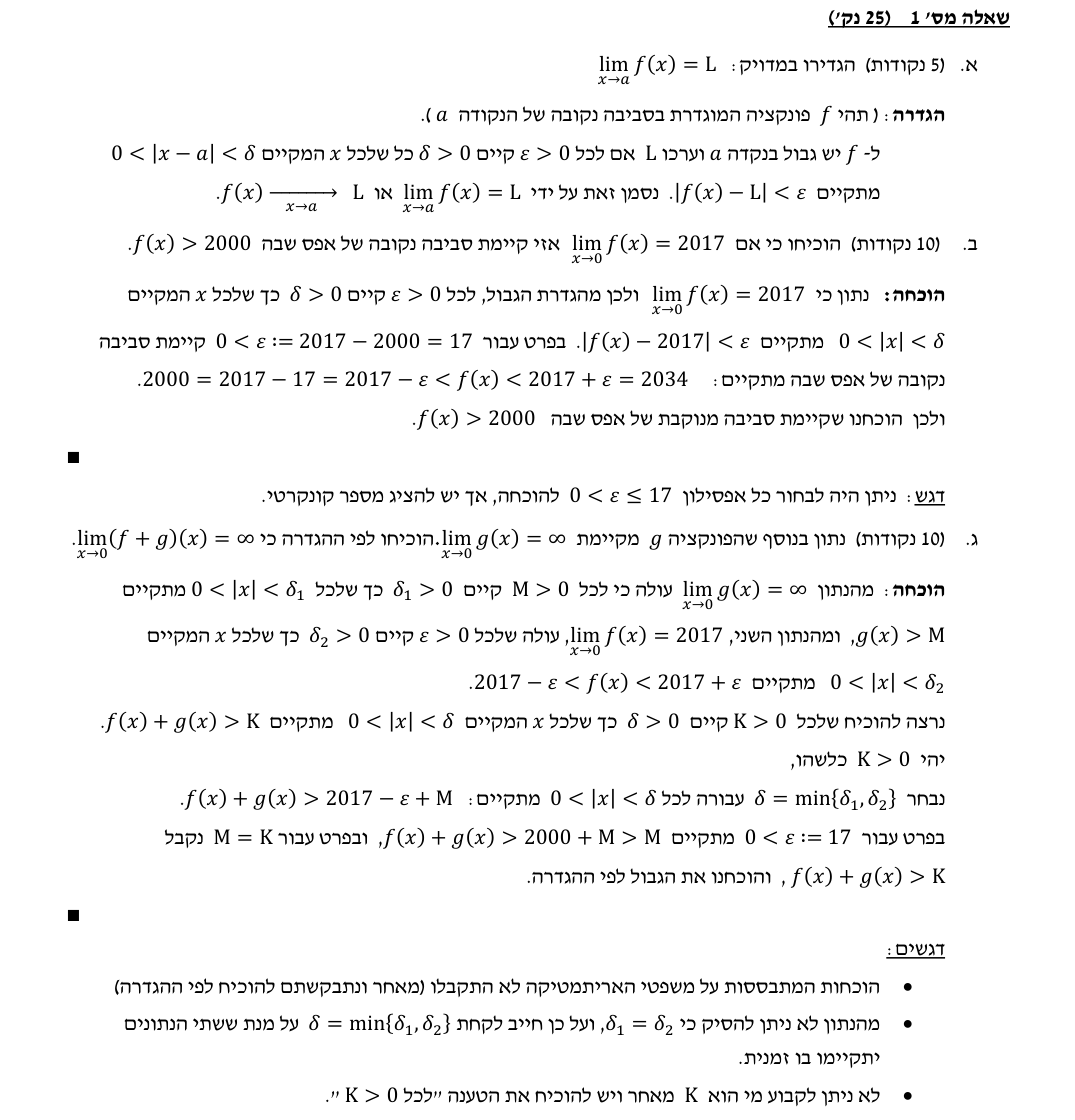 שאלה מס' 1 (25 נק')
א. (5 נקודות) הגדירו במדויק: lim x→a f(x) = L
הגדרה: (תהי f פונקציה המוגדרת בסביבה נקובה של הנקודה a).
ל- f יש גבול בנקדה a וערכו L אם לכל ε > 0 קיים δ > 0 כל שלכל x המקיים 0 < |x − a| < δ
מתקיים |f(x) − L| < ε. נסמן זאת על ידי lim x→a f(x) = L או f(x) ⟶ x→a L.
ב. (10 נקודות) הוכיחו כי אם lim x→0 f(x) = 2017 אזי קיימת סביבה נקובה של אפס שבה f(x) > 2000.
הוכחה: נתון כי lim x→0 f(x) = 2017 ולכן מהגדרת הגבול, לכל ε > 0 קיים δ > 0 כך שלכל x המקיים
0 < |x| < δ מתקיים |f(x) − 2017| < ε. בפרט עבור 0 < ε := 2017 − 2000 = 17 קיימת סביבה
נקובה של אפס שבה מתקיים: 2000 = 2017 − 17 = 2017 − ε < f(x) < 2017 + ε = 2034.
ולכן הוכחנו שקיימת סביבה מנוקבת של אפס שבה f(x) > 2000.
■
דגש: ניתן היה לבחור כל אפסילון 0 < ε ≤ 17 להוכחה, אך יש להציג מספר קונקרטי.
ג. (10 נקודות) נתון בנוסף שהפונקציה g מקיימת lim x→0 g(x) = ∞.הוכיחו לפי ההגדרה כי lim x→0 (f + g)(x) = ∞.
הוכחה: מהנתון lim x→0 g(x) = ∞ עולה כי לכל M > 0 קיים δ₁ > 0 כך שלכל 0 < |x| < δ₁ מתקיים
g(x) > M, ומהנתון השני, lim x→0 f(x) = 2017, עולה שלכל ε > 0 קיים δ₂ > 0 כך שלכל x המקיים
0 < |x| < δ₂ מתקיים 2017 − ε < f(x) < 2017 + ε.
נרצה להוכיח שלכל K > 0 קיים δ > 0 כך שלכל x המקיים 0 < |x| < δ מתקיים f(x) + g(x) > K.
יהי K > 0 כלשהו,
נבחר δ = min{δ₁, δ₂} עבורה לכל 0 < |x| < δ מתקיים: f(x) + g(x) > 2017 − ε + M.
בפרט עבור 0 < ε := 17 מתקיים f(x) + g(x) > 2000 + M > M, ובפרט עבור M = K נקבל
f(x) + g(x) > K , והוכחנו את הגבול לפי ההגדרה.
■
דגשים:
• הוכחות המתבססות על משפטי האריתמטיקה לא התקבלו (מאחר ונתבקשתם להוכיח לפי ההגדרה)
• מהנתון לא ניתן להסיק כי δ₁ = δ₂, ועל כן חייב לקחת δ = min{δ₁, δ₂} על מנת ששתי הנתונים
יתקיימו בו זמנית.
• לא ניתן לקבוע מי הוא K מאחר ויש להוכיח את הטענה "לכל K > 0".